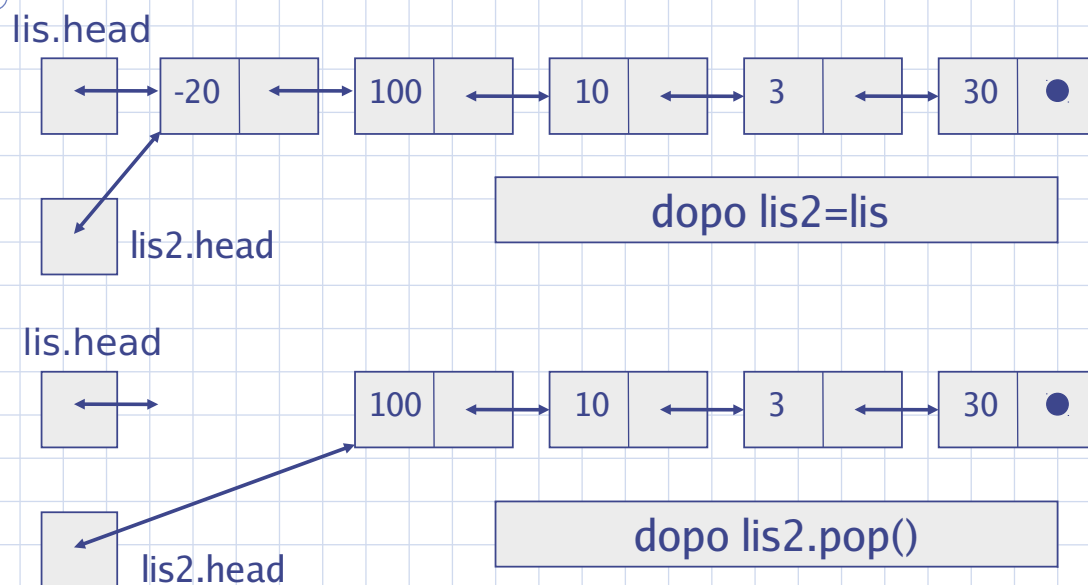 lis.head
-20 100 10 3 30
dopo lis2=lis
lis2.head
lis.head
100 10 3 30
dopo lis2.pop()
lis2.head